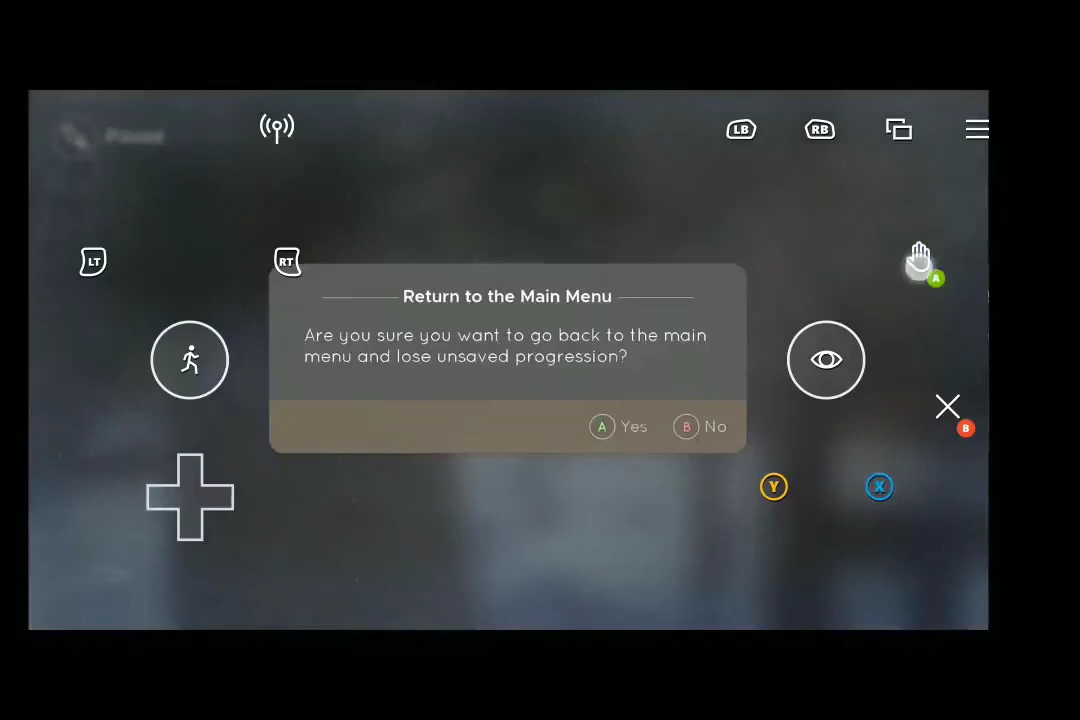 Pause
LB
RB
LT
RT
A
Return to the Main Menu
Are you sure you want to go back to the main
menu and lose unsaved progression?
A Yes
B No
B
Y
X